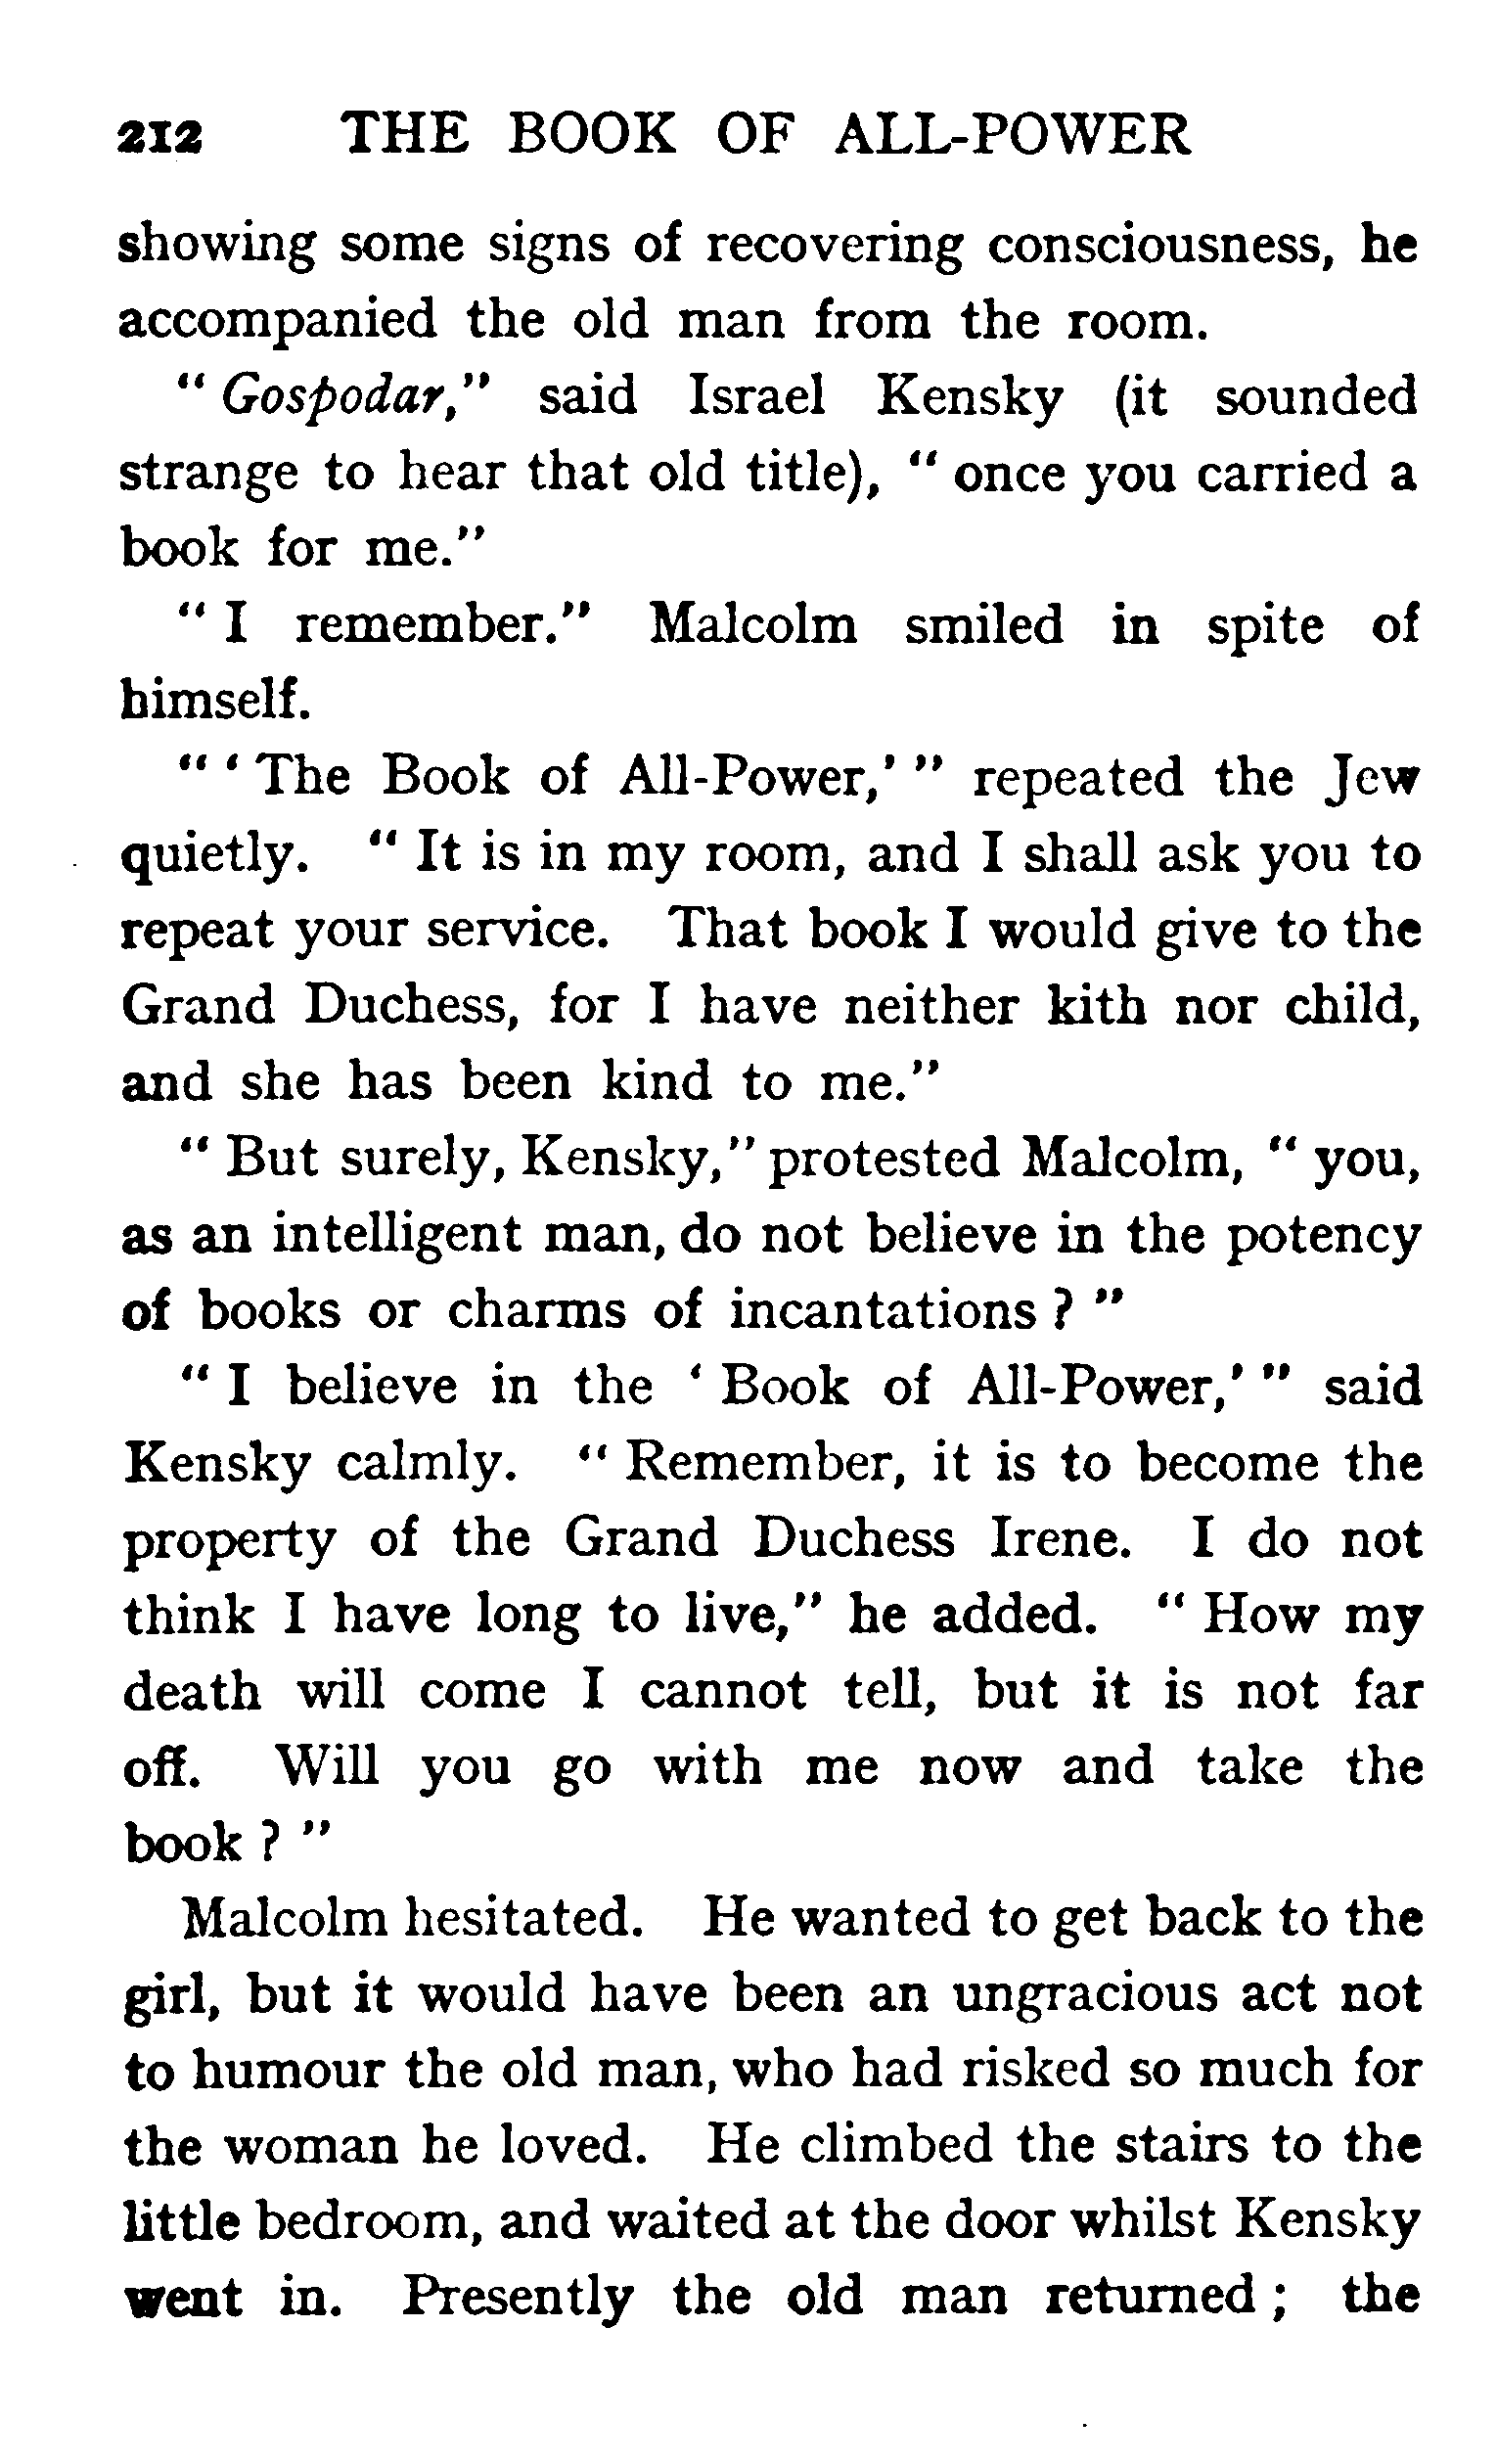 212 THE BOOK OF ALL-POWER
showing some signs of recovering consciousness, he
accompanied the old man from the room.
" Gospodar," said Israel Kensky (it sounded
strange to hear that old title), " once you carried a
book for me."
" I remember." Malcolm smiled in spite of
himself.
" ' The Book of All-Power,' " repeated the Jew
quietly. " It is in my room, and I shall ask you to
repeat your service. That book I would give to the
Grand Duchess, for I have neither kith nor child,
and she has been kind to me."
" But surely, Kensky," protested Malcolm, " you,
as an intelligent man, do not believe in the potency
of books or charms of incantations ? "
" I believe in the ' Book of All-Power,' " said
Kensky calmly. " Remember, it is to become the
property of the Grand Duchess Irene. I do not
think I have long to live," he added. " How my
death will come I cannot tell, but it is not far
off. Will you go with me now and take the
book ? "
Malcolm hesitated. He wanted to get back to the
girl, but it would have been an ungracious act not
to humour the old man, who had risked so much for
the woman he loved. He climbed the stairs to the
little bedroom, and waited at the door whilst Kensky
went in. Presently the old man returned ; the